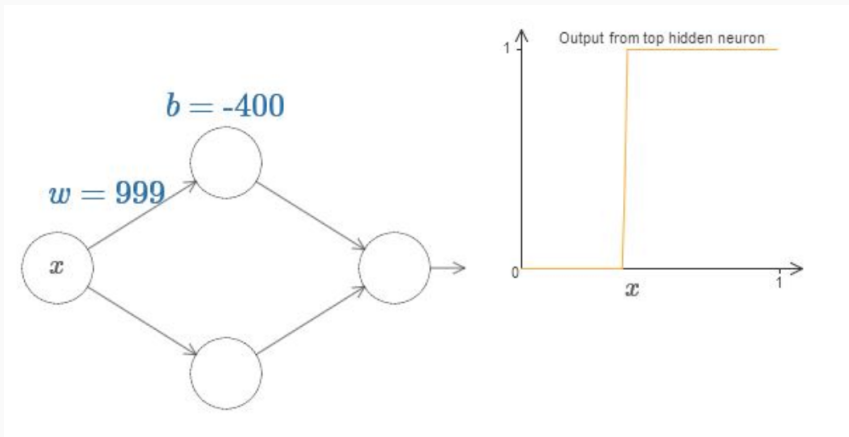 b = -400
w = 999
x
Output from top hidden neuron
1
0
x
1